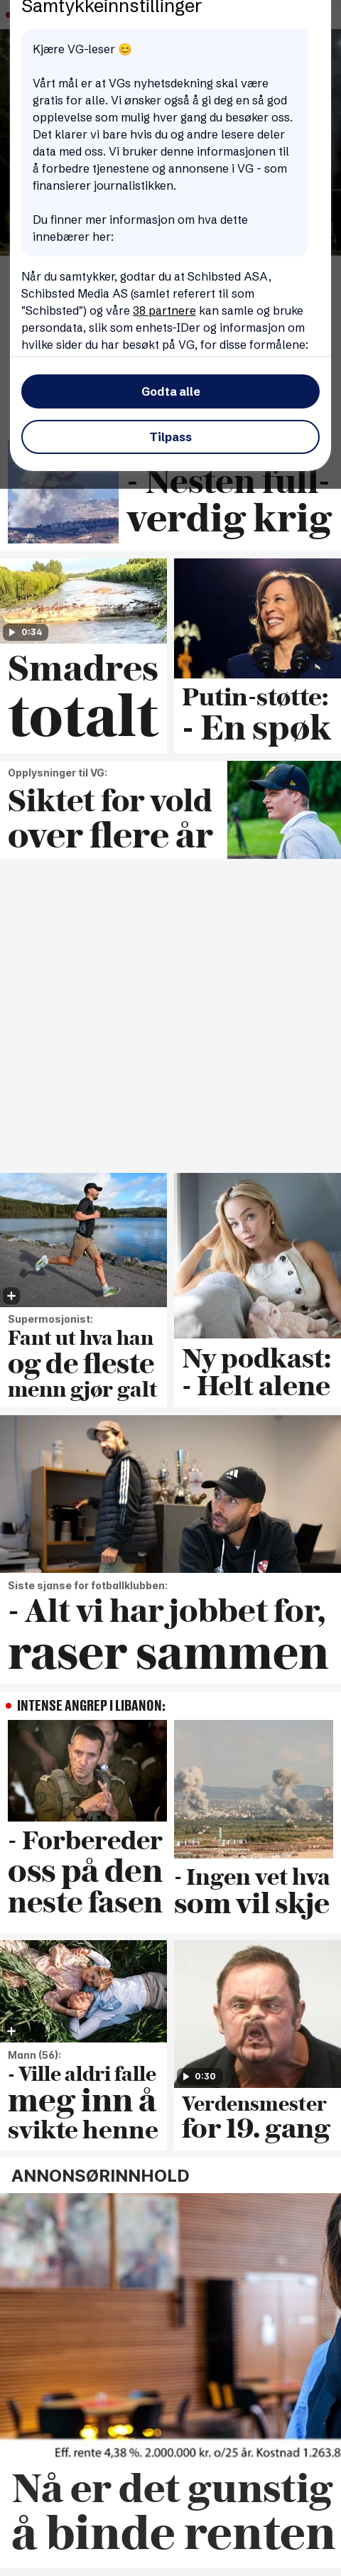 Samtykkeinnstillinger
Kjære VG-leser 😊
Vårt mål er at VGs nyhetsdekning skal være
gratis for alle. Vi ønsker også å gi deg en så god
opplevelse som mulig hver gang du besøker oss.
Det klarer vi bare hvis du og andre lesere deler
data med oss. Vi bruker denne informasjonen til
å forbedre tjenestene og annonsene i VG - som
finansierer journalistikken.
Du finner mer informasjon om hva dette
innebærer her:
Når du samtykker, godtar du at Schibsted ASA,
Schibsted Media AS (samlet referert til som
"Schibsted") og våre 38 partnere kan samle og bruke
persondata, slik som enhets-IDer og informasjon om
hvilke sider du har besøkt på VG, for disse formålene:
Godta alle
Tilpass
- Nesten full-
verdig krig
0:34
Smadres
totalt
Putin-støtte:
- En spøk
Opplysninger til VG:
Siktet for vold
over flere år
Supermosjonist:
Fant ut hva han
og de fleste
menn gjør galt
Ny podkast:
- Helt alene
Siste sjanse for fotballklubben:
- Alt vi har jobbet for,
raser sammen
INTENSE ANGREP I LIBANON:
- Forbereder
oss på den
neste fasen
- Ingen vet hva
som vil skje
Mann (56):
- Ville aldri falle
meg inn å
svikte henne
0:30
Verdensmester
for 19. gang
ANNONSØRINNHOLD
Eff. rente 4,38 %. 2.000.000 kr. o/25 år. Kostnad 1.263.8
Nå er det gunstig
å binde renten